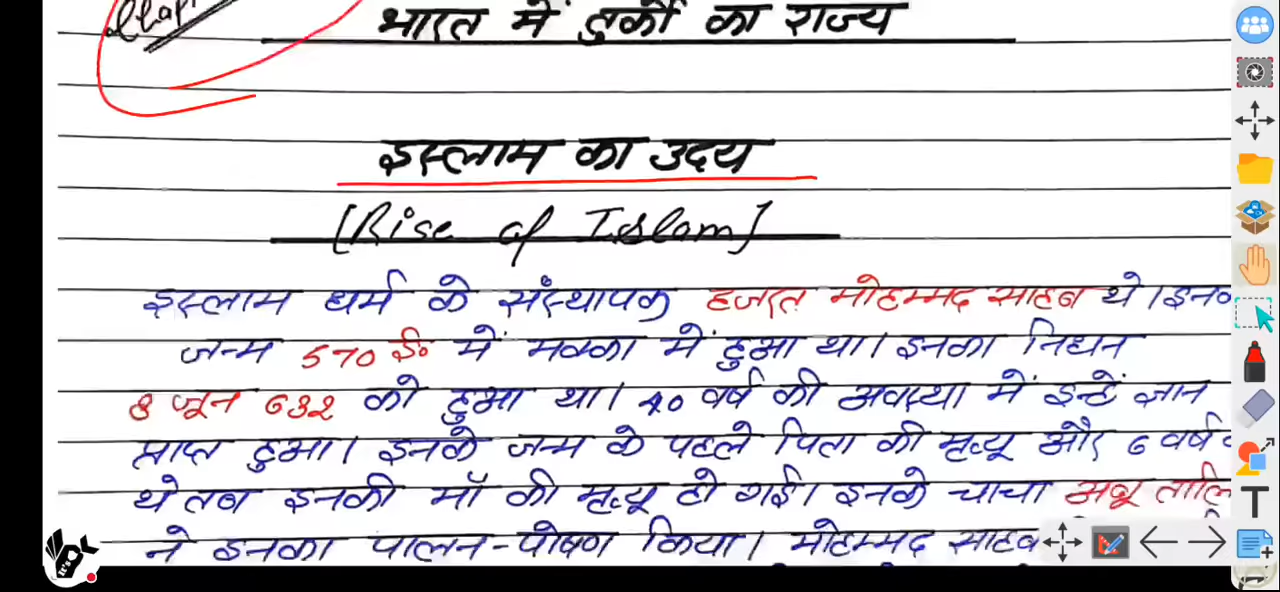 Chap
भारत में तुर्कों का राज्य
इस्लाम का उदय
[Rise of Islam]
इस्लाम धर्म के संस्थापक हजरत मोहम्मद साहब थे। इनव
जन्म 570 ई० में मक्का में हुआ था। इनका निधन
8 जून 632 को हुआ था। 40 वर्ष की अवस्था में इन्हें ज्ञान
प्राप्त हुआ। इनके जन्म के पहले पिता की मृत्यू और 6 वर्ष
थे तब इनकी माँ की मृत्यू हो गई। इनके चाचा अबू तालि
ने इनका पालन-पोषण किया। मोहम्मद साहब